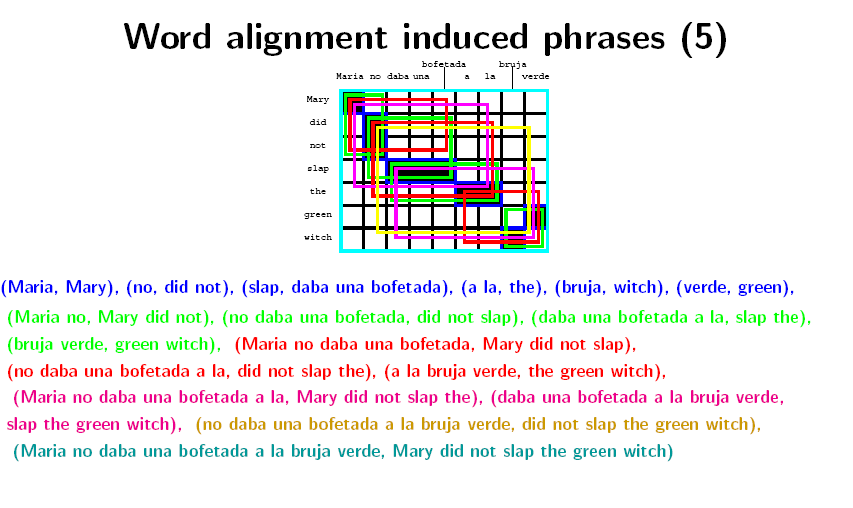 Word alignment induced phrases (5)
bofetada bruja
Maria no daba una a la verde
Mary
did
not
slap
the
green
witch
(Maria, Mary), (no, did not), (slap, daba una bofetada), (a la, the), (bruja, witch), (verde, green),
(Maria no, Mary did not), (no daba una bofetada, did not slap), (daba una bofetada a la, slap the),
(bruja verde, green witch), (Maria no daba una bofetada, Mary did not slap),
(no daba una bofetada a la, did not slap the), (a la bruja verde, the green witch),
(Maria no daba una bofetada a la, Mary did not slap the), (daba una bofetada a la bruja verde,
slap the green witch), (no daba una bofetada a la bruja verde, did not slap the green witch),
(Maria no daba una bofetada a la bruja verde, Mary did not slap the green witch)